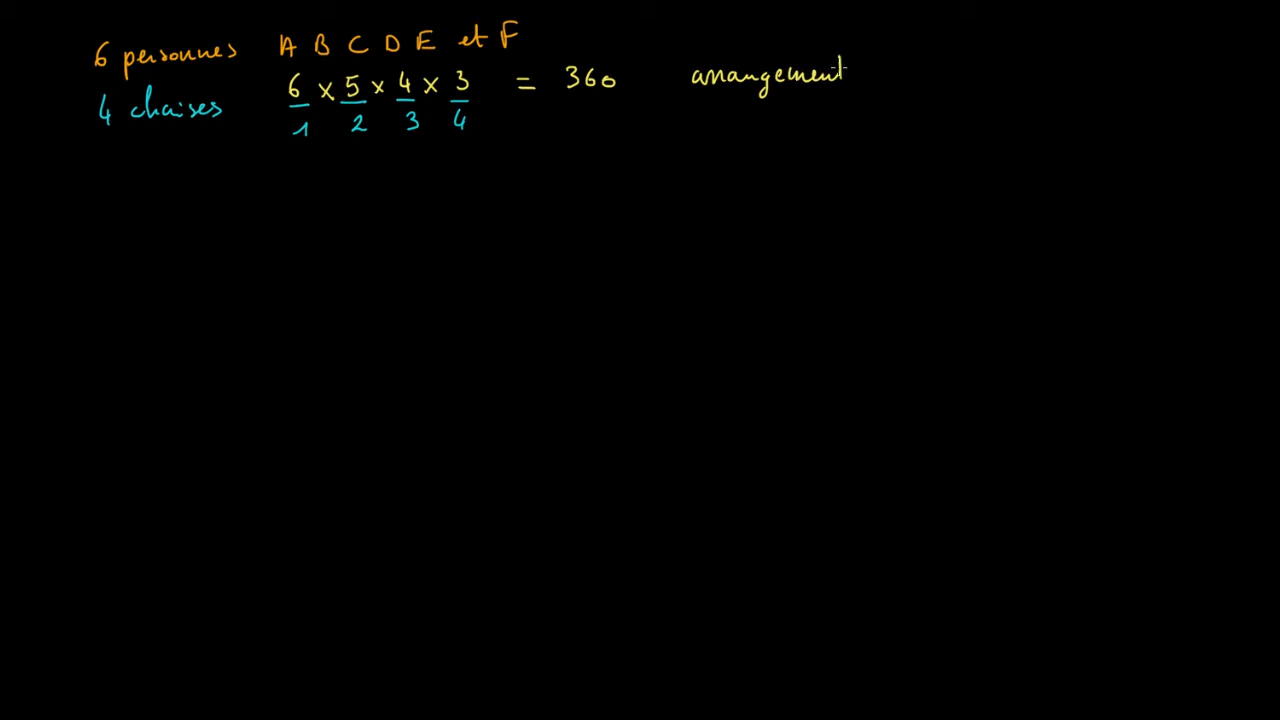 6 personnes A B C D E et F
6 x 5 x 4 x 3 = 360 arrangement
4 chaises 1 2 3 4